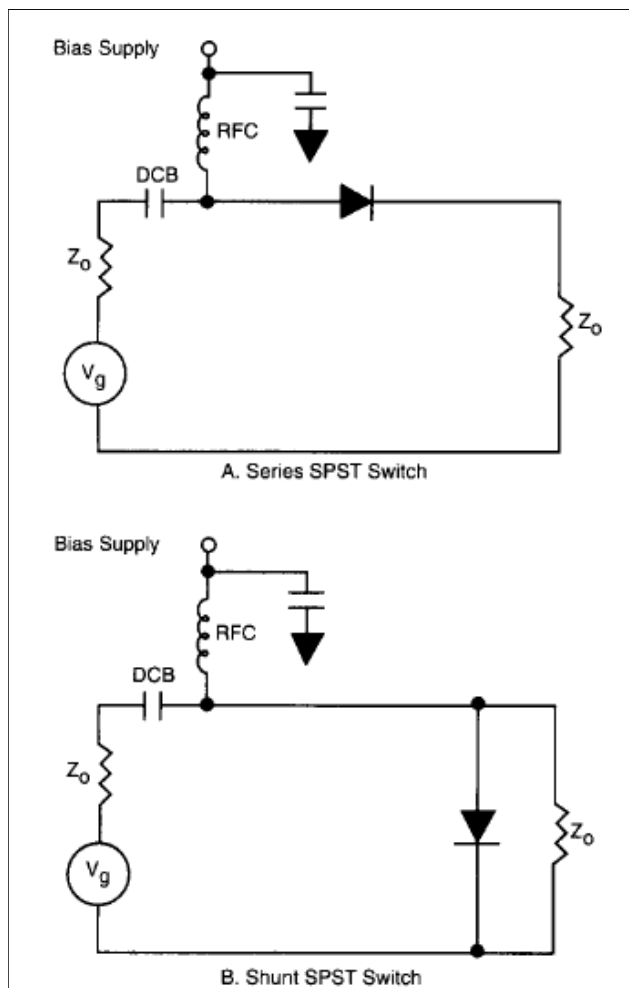 Bias Supply
RFC
DCB
Zo
Vg
Zo
A. Series SPST Switch
Bias Supply
RFC
DCB
Zo
Vg
Zo
B. Shunt SPST Switch